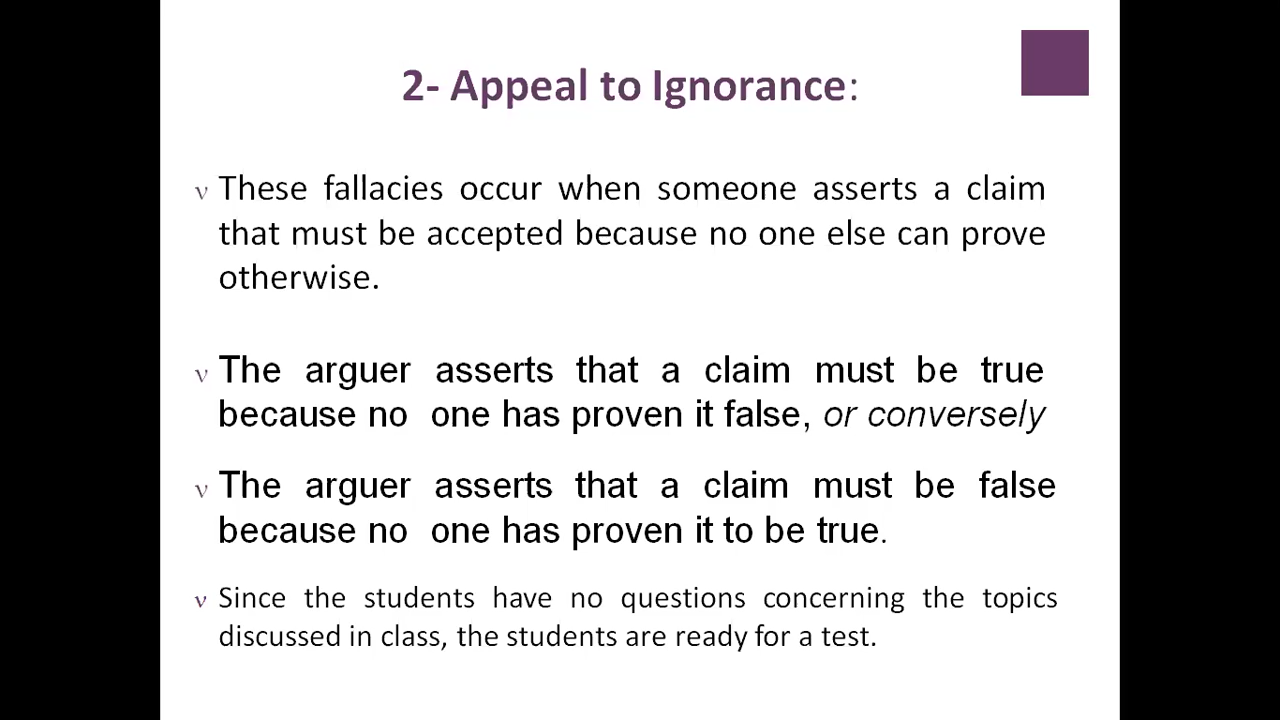 2- Appeal to Ignorance:
ν These fallacies occur when someone asserts a claim
that must be accepted because no one else can prove
otherwise.
ν The arguer asserts that a claim must be true
because no one has proven it false, or conversely
ν The arguer asserts that a claim must be false
because no one has proven it to be true.
ν Since the students have no questions concerning the topics
discussed in class, the students are ready for a test.